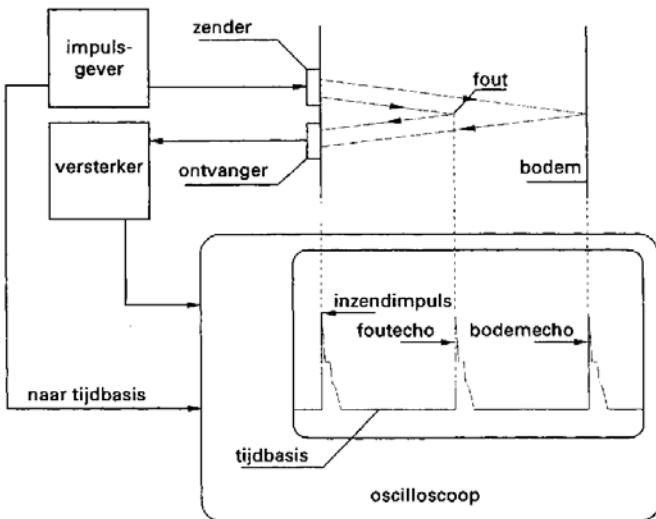 zender
impuls-
gever
fout
versterker
ontvanger
bodem
inzendimpuls
foutecho
bodemecho
naar tijdbasis
tijdbasis
oscilloscoop